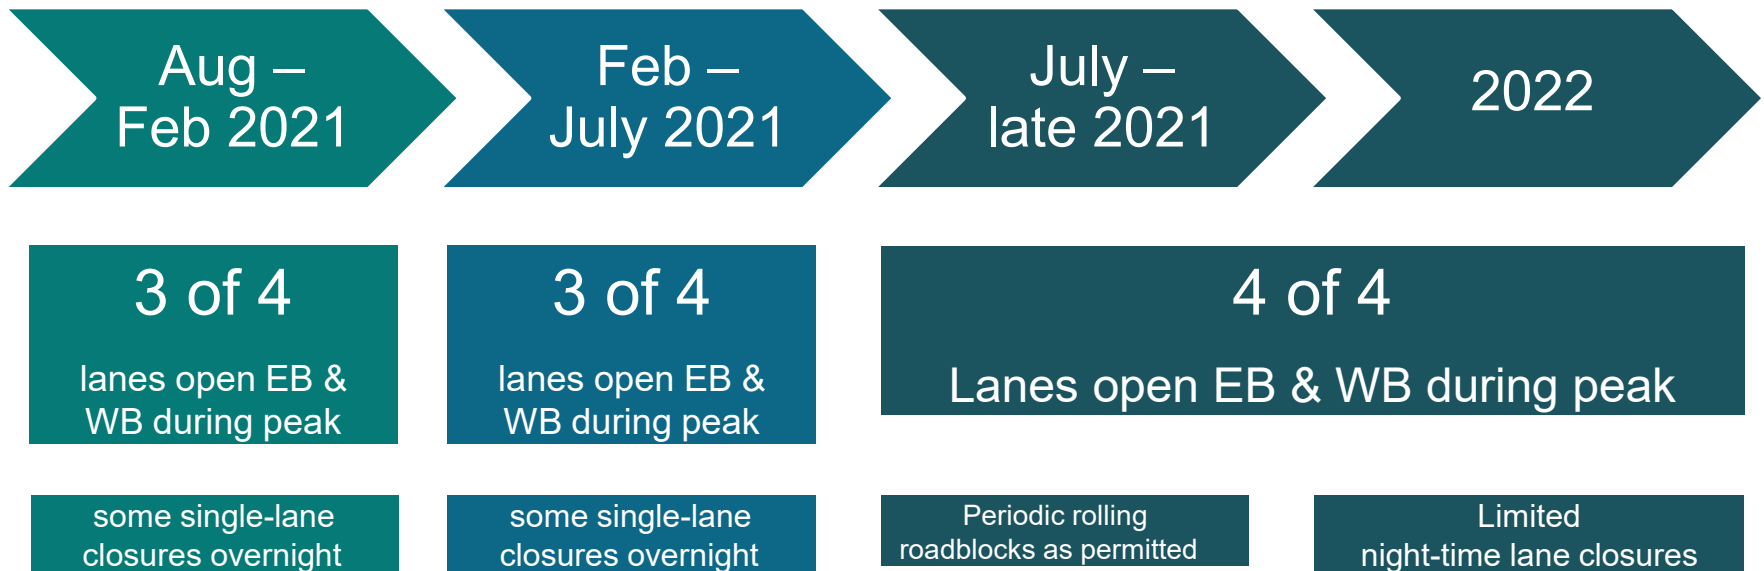 Aug –
Feb 2021
Feb –
July 2021
July –
late 2021
2022
3 of 4
lanes open EB &
WB during peak
3 of 4
lanes open EB &
WB during peak
4 of 4
Lanes open EB & WB during peak
some single-lane
closures overnight
some single-lane
closures overnight
Periodic rolling
roadblocks as permitted
Limited
night-time lane closures